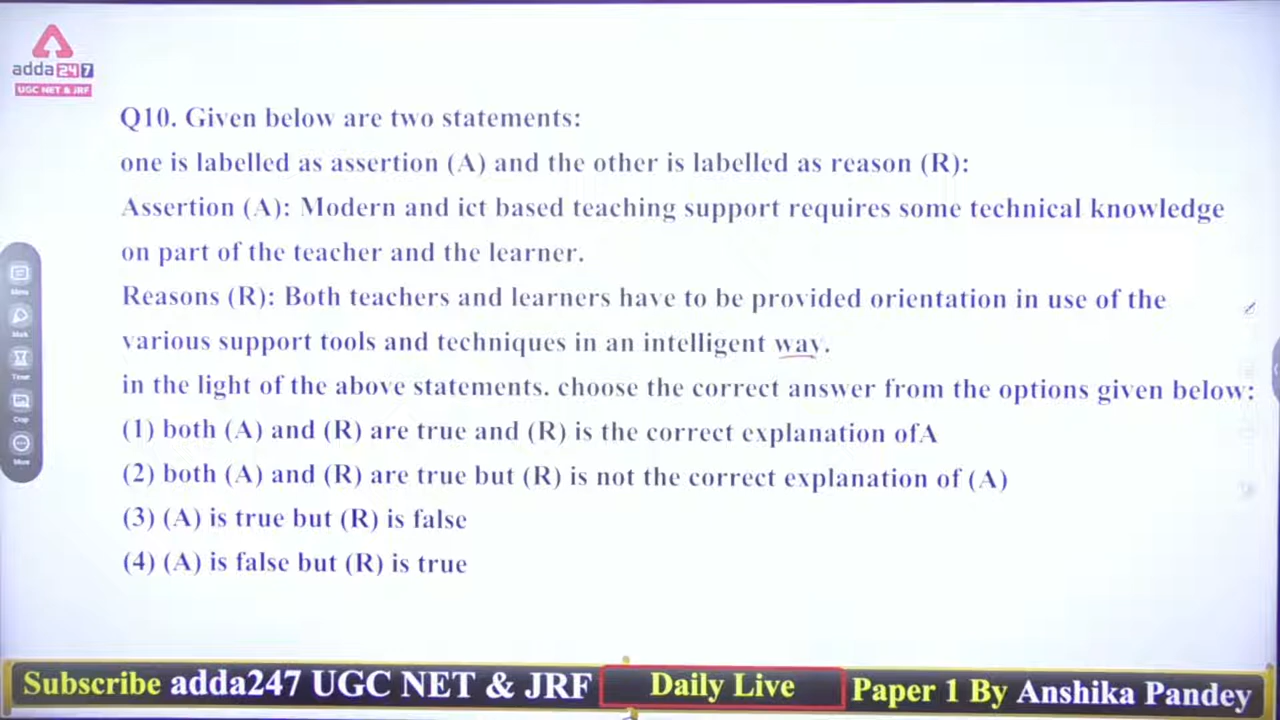 adda247
UGC NET & JRF
Q10. Given below are two statements:
one is labelled as assertion (A) and the other is labelled as reason (R):
Assertion (A): Modern and ict based teaching support requires some technical knowledge
on part of the teacher and the learner.
Reasons (R): Both teachers and learners have to be provided orientation in use of the
various support tools and techniques in an intelligent way.
in the light of the above statements. choose the correct answer from the options given below:
(1) both (A) and (R) are true and (R) is the correct explanation ofA
(2) both (A) and (R) are true but (R) is not the correct explanation of (A)
(3) (A) is true but (R) is false
(4) (A) is false but (R) is true
Menu
Mark
Timer
Crop
More
Subscribe adda247 UGC NET & JRF
Daily Live
Paper 1 By Anshika Pandey